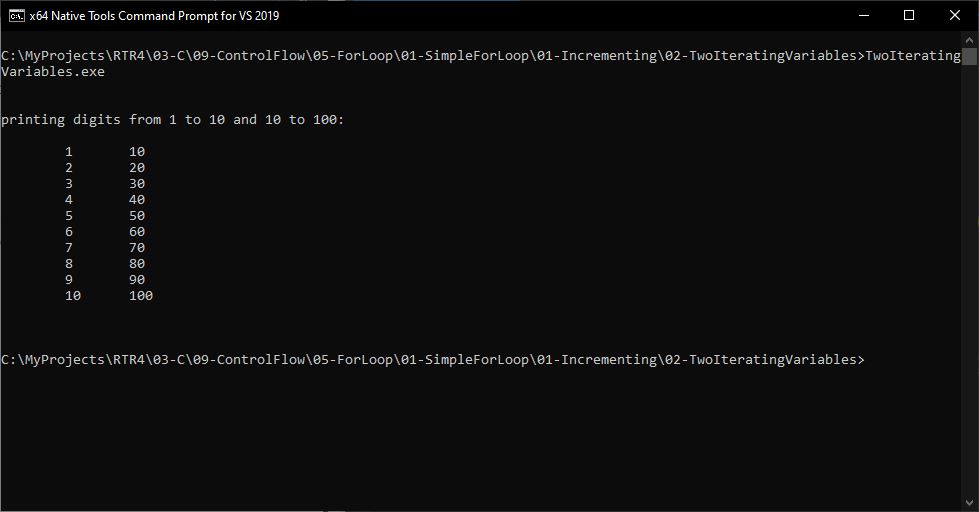 x64 Native Tools Command Prompt for VS 2019
C:\MyProjects\RTR4\03-C\09-ControlFlow\05-ForLoop\01-SimpleForLoop\01-Incrementing\02-TwoIteratingVariables>TwoIterating
Variables.exe
printing digits from 1 to 10 and 10 to 100:
1 10
2 20
3 30
4 40
5 50
6 60
7 70
8 80
9 90
10 100
C:\MyProjects\RTR4\03-C\09-ControlFlow\05-ForLoop\01-SimpleForLoop\01-Incrementing\02-TwoIteratingVariables>